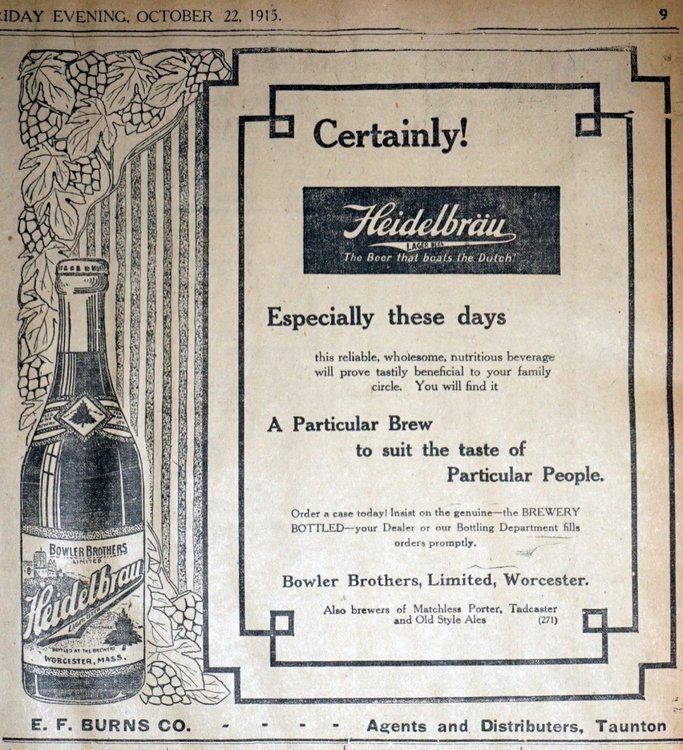 RIDAY EVENING, OCTOBER 22, 1915.
9
Certainly!
Heidelbräu
LAGER BEER
The Beer that beats the Dutch!
Especially these days
this reliable, wholesome, nutritious beverage
will prove tastily beneficial to your family
circle. You will find it
A Particular Brew
to suit the taste of
Particular People.
Order a case today! Insist on the genuine—the BREWERY
BOTTLED—your Dealer or our Bottling Department fills
orders promptly.
Bowler Brothers, Limited, Worcester.
Also brewers of Matchless Porter, Tadcaster
and Old Style Ales (271)
BOWLER BROTHERS
LIMITED
Heidelbräu
LAGER BEER
BOTTLED AT THE BREWERY
WORCESTER, MASS.
E. F. BURNS CO. - - - - Agents and Distributers, Taunton